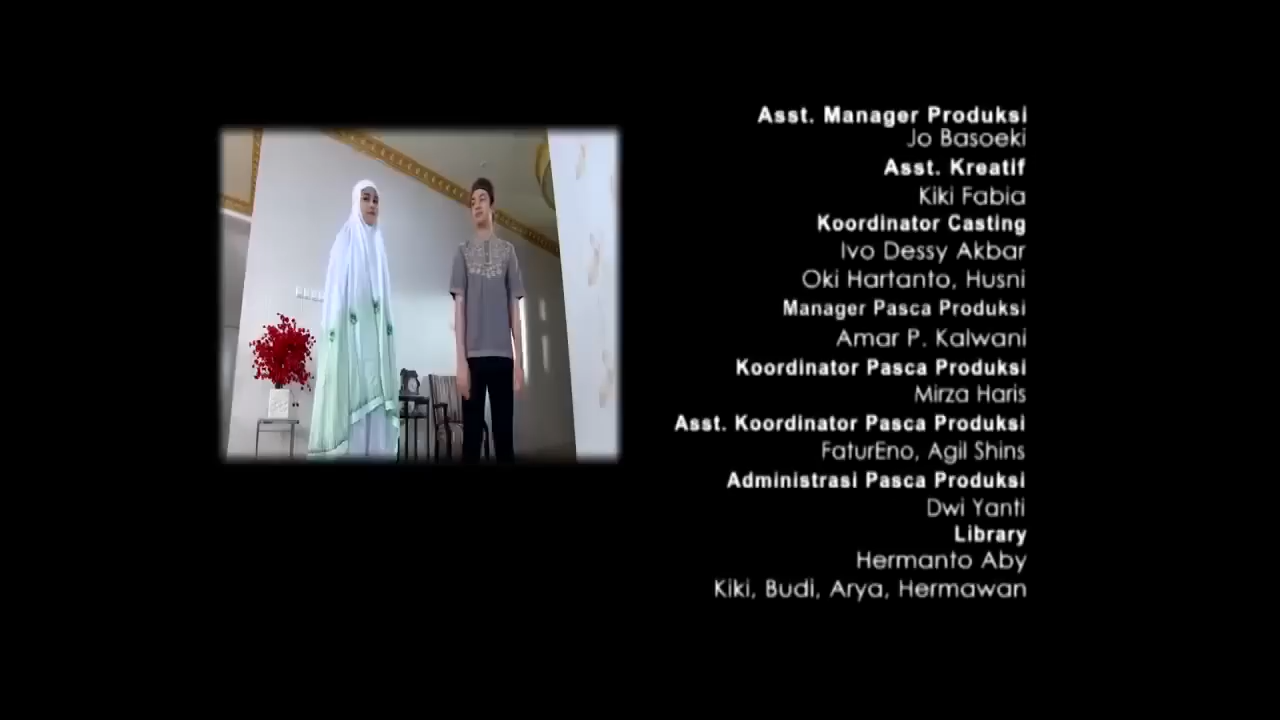 Asst. Manager Produksi
Jo Basoeki
Asst. Kreatif
Kiki Fabia
Koordinator Casting
Ivo Dessy Akbar
Oki Hartanto, Husni
Manager Pasca Produksi
Amar P. Kalwani
Koordinator Pasca Produksi
Mirza Haris
Asst. Koordinator Pasca Produksi
FaturEno, Agil Shins
Administrasi Pasca Produksi
Dwi Yanti
Library
Hermanto Aby
Kiki, Budi, Arya, Hermawan